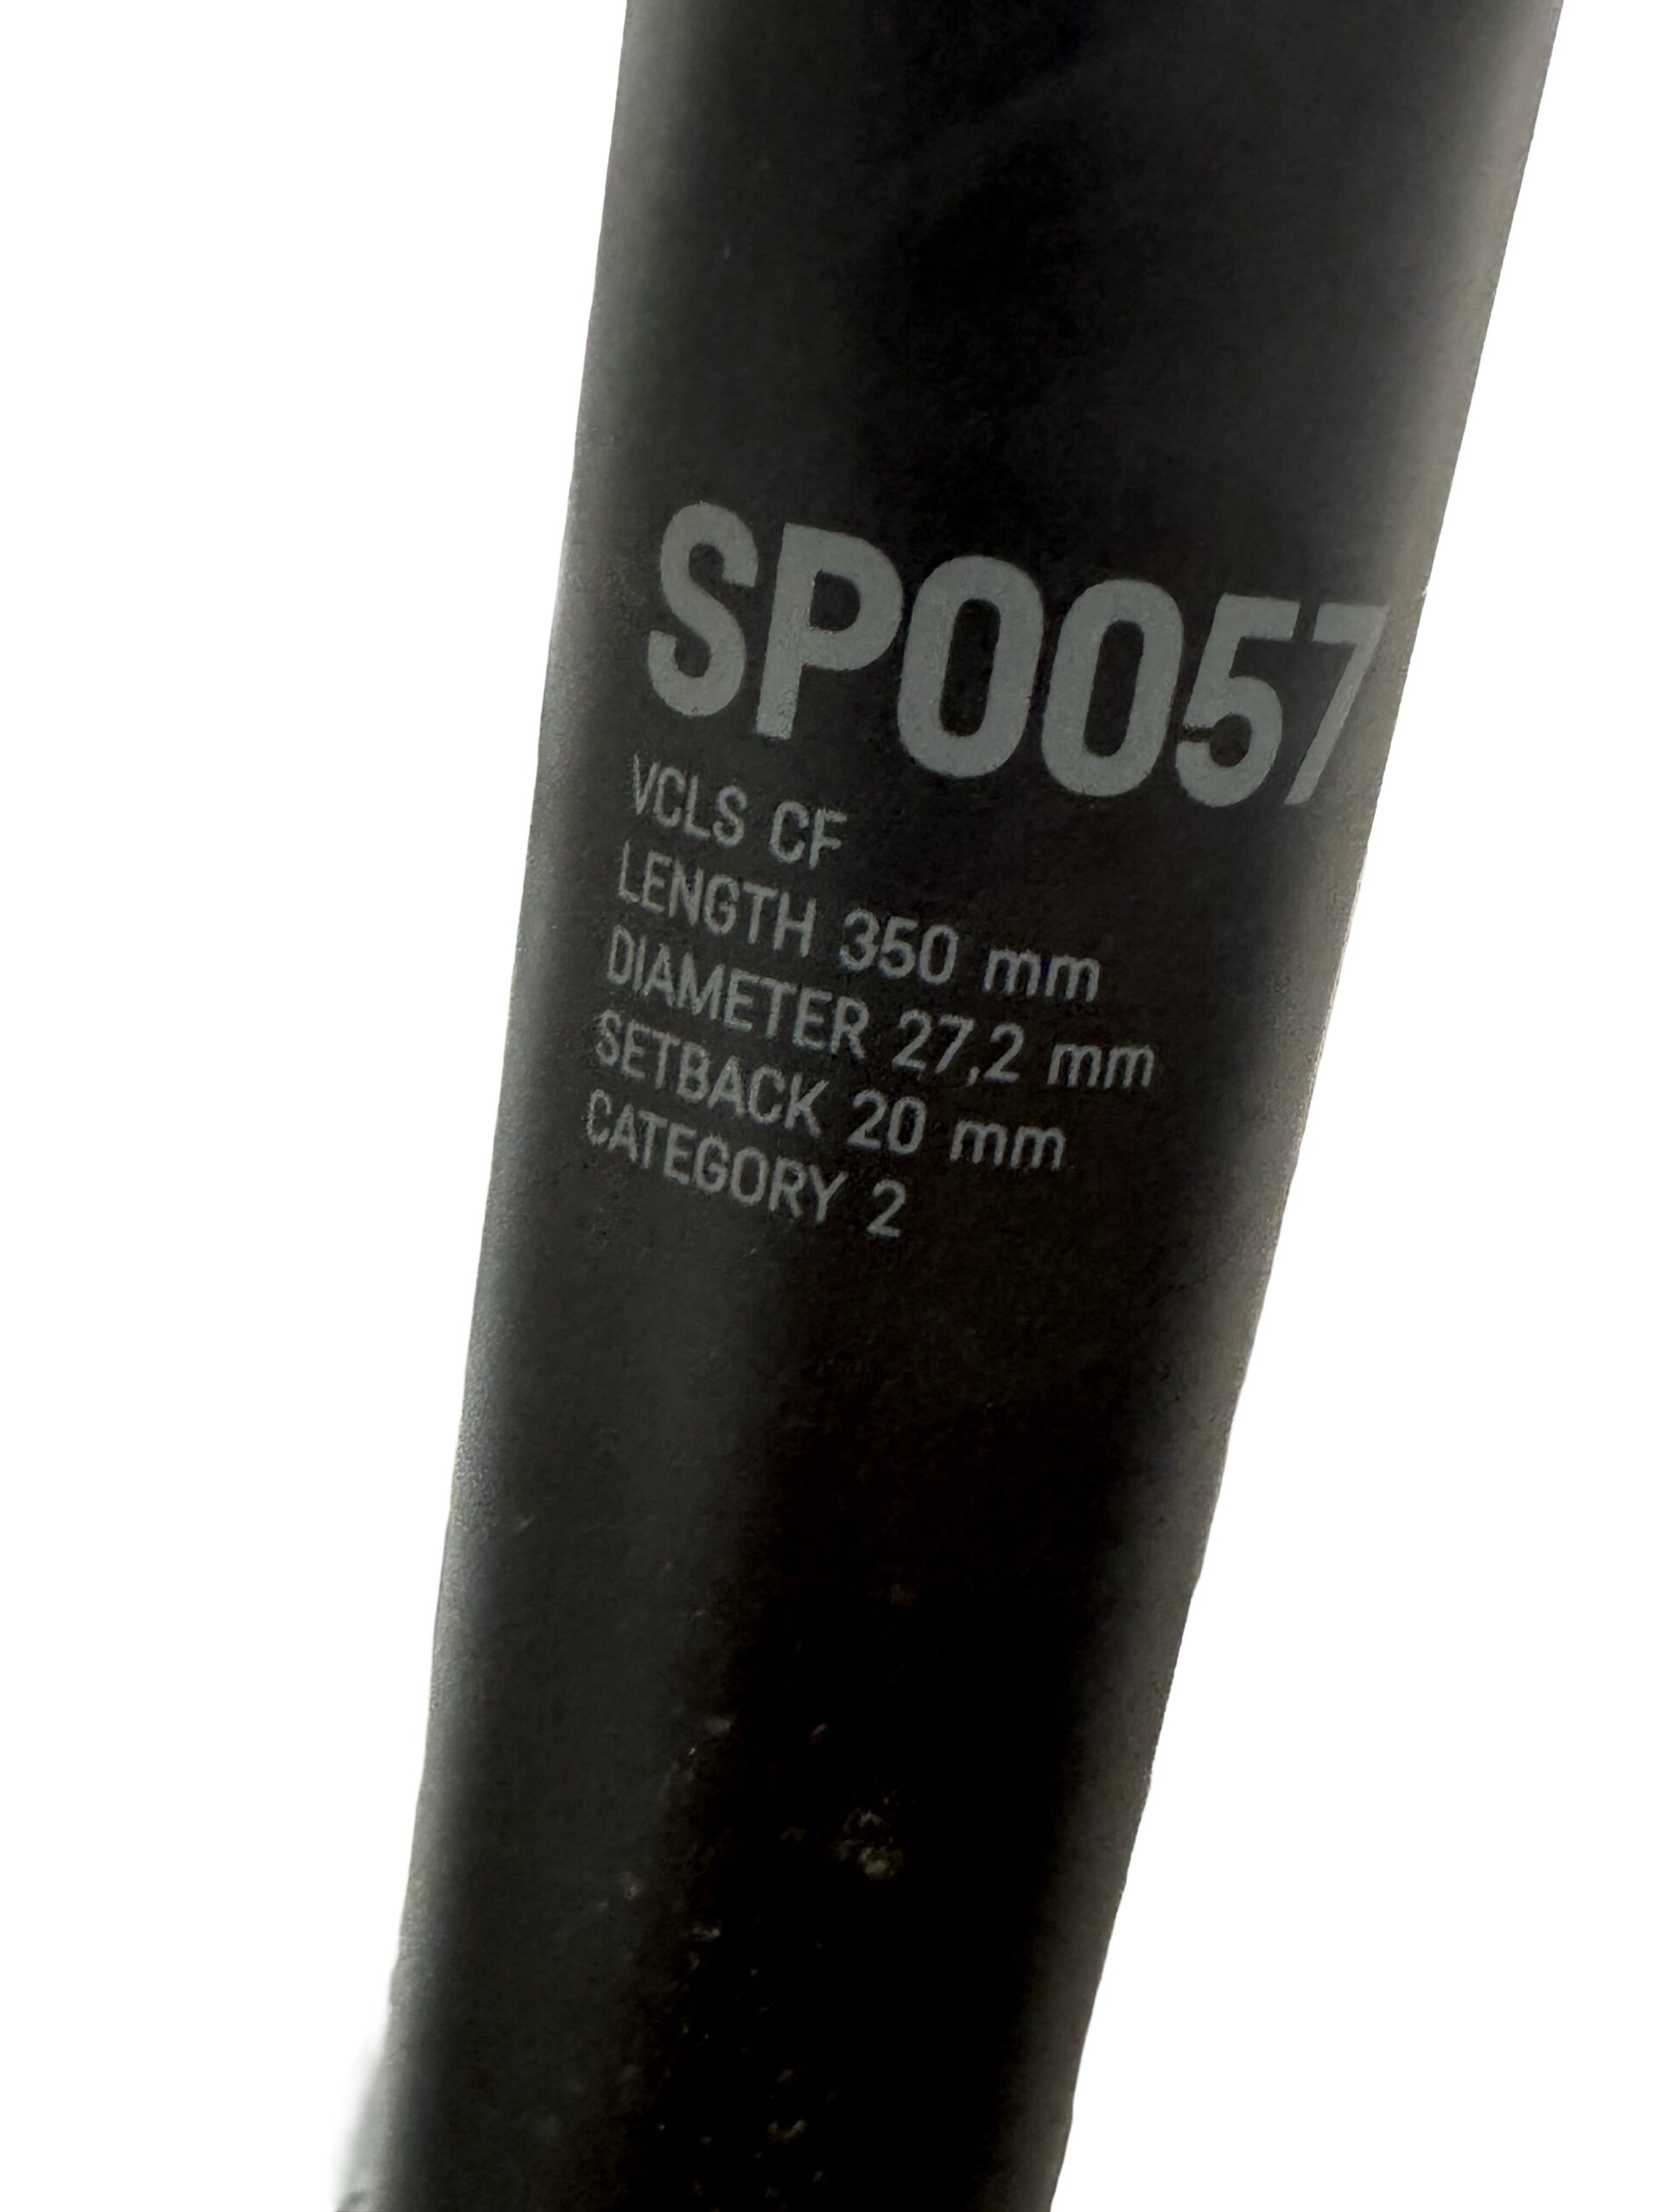 SP0057
VCLS CF
LENGTH 350 mm
DIAMETER 27,2 mm
SETBACK 20 mm
CATEGORY 2